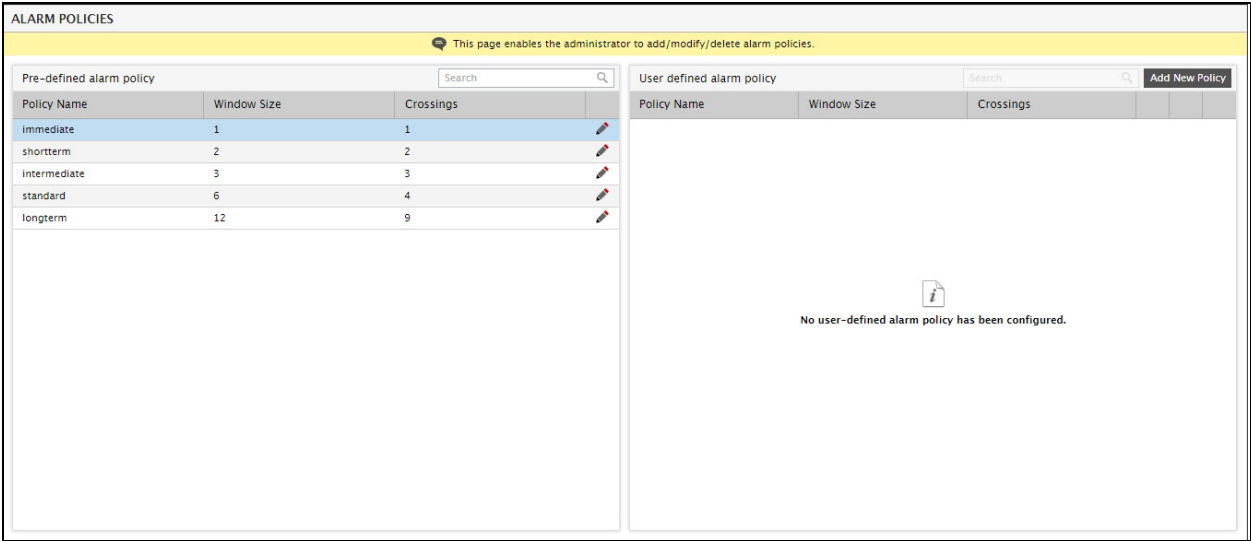 ALARM POLICIES
This page enables the administrator to add/modify/delete alarm policies.
Pre-defined alarm policy Search
Policy Name Window Size Crossings
immediate 1 1
shortterm 2 2
intermediate 3 3
standard 6 4
longterm 12 9
User defined alarm policy Search Add New Policy
Policy Name Window Size Crossings
i
No user-defined alarm policy has been configured.